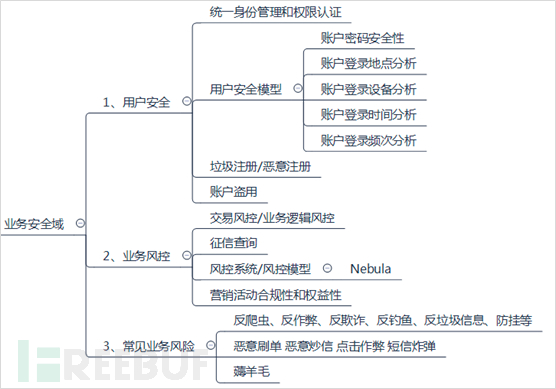 统一身份管理和权限认证
账户密码安全性
账户登录地点分析
用户安全模型
账户登录设备分析
1、用户安全
账户登录时间分析
账户登录频次分析
垃圾注册/恶意注册
账户盗用
业务安全域
交易风控/业务逻辑风控
征信查询
2、业务风控
风控系统/风控模型
Nebula
营销活动合规性和权益性
反爬虫、反作弊、反欺诈、反钓鱼、反垃圾信息、防挂等
3、常见业务风险
恶意刷单 恶意炒信 点击作弊 短信炸弹
薅羊毛
FREEBUF